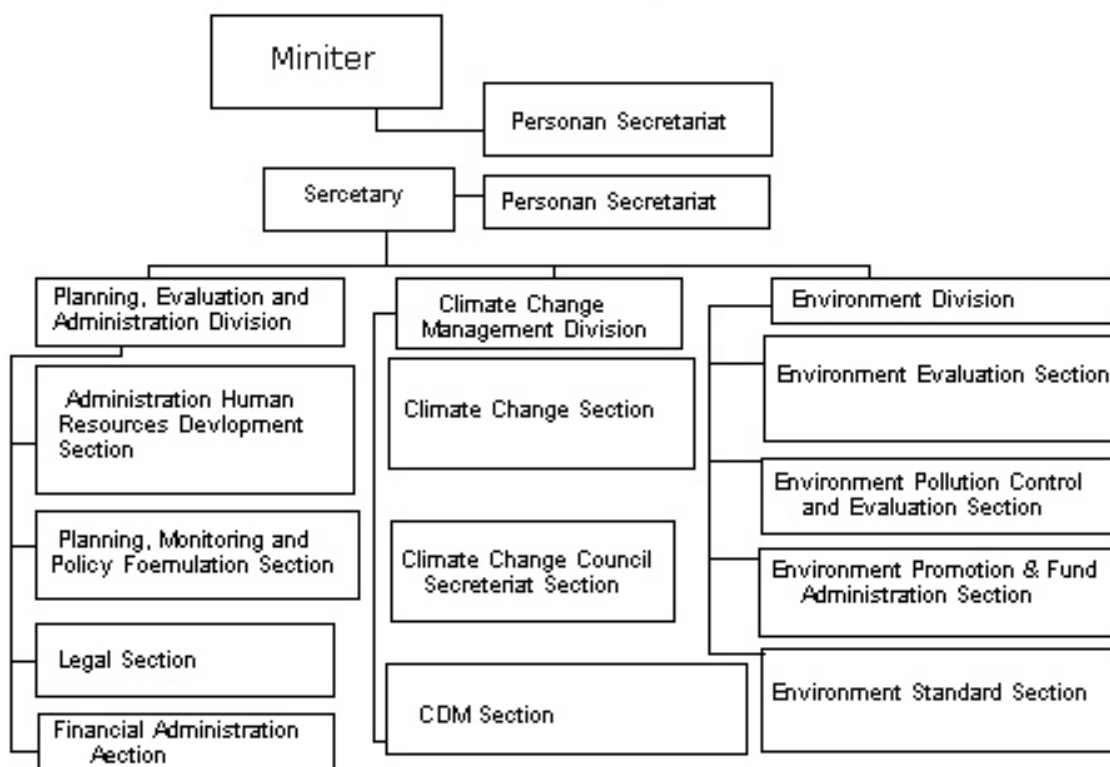 Miniter
Personan Secretariat
Sercetary
Personan Secretariat
Planning, Evaluation and
Administration Division
Climate Change
Management Division
Environment Division
Administration Human
Resources Devlopment
Section
Climate Change Section
Environment Evaluation Section
Planning, Monitoring and
Policy Foemulation Section
Climate Change Council
Secreteriat Section
Environment Pollution Control
and Evaluation Section
Environment Promotion & Fund
Administration Section
Legal Section
CDM Section
Environment Standard Section
Financial Administration
Aection